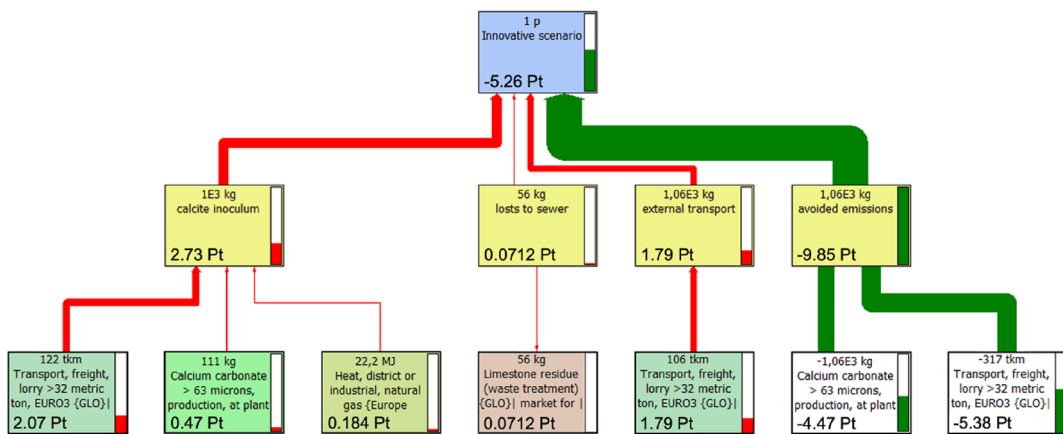 1 p
Innovative scenario
-5.26 Pt
1E3 kg
calcite inoculum
2.73 Pt
56 kg
losts to sewer
0.0712 Pt
1,06E3 kg
external transport
1.79 Pt
1,06E3 kg
avoided emissions
-9.85 Pt
122 tkm
Transport, freight,
lorry >32 metric
ton, EURO3 {GLO}|
2.07 Pt
111 kg
Calcium carbonate
> 63 microns,
production, at plant
0.47 Pt
22,2 MJ
Heat, district or
industrial, natural
gas {Europe
0.184 Pt
56 kg
Limestone residue
(waste treatment)
{GLO}| market for |
0.0712 Pt
106 tkm
Transport, freight,
lorry >32 metric
ton, EURO3 {GLO}|
1.79 Pt
-1,06E3 kg
Calcium carbonate
> 63 microns,
production, at plant
-4.47 Pt
-317 tkm
Transport, freight,
lorry >32 metric
ton, EURO3 {GLO}|
-5.38 Pt